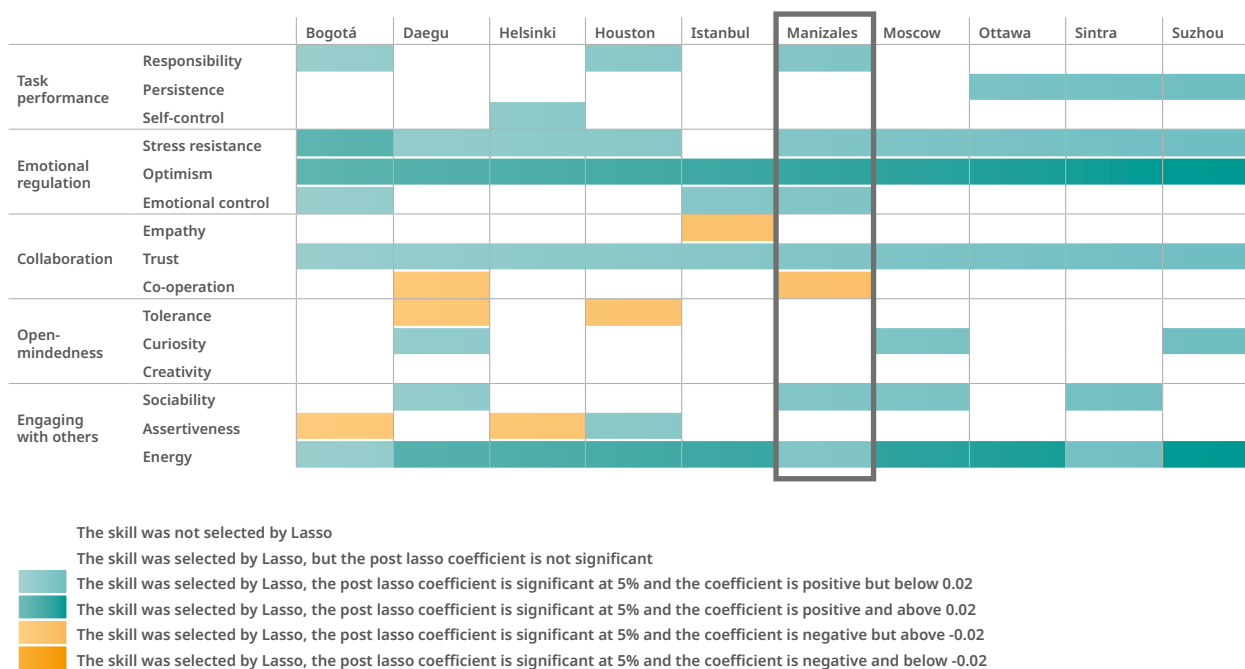 Bogotá Daegu Helsinki Houston Istanbul Manizales Moscow Ottawa Sintra Suzhou
Task
performance
Responsibility
Persistence
Self-control
Emotional
regulation
Stress resistance
Optimism
Emotional control
Collaboration
Empathy
Trust
Co-operation
Open-
mindedness
Tolerance
Curiosity
Creativity
Engaging
with others
Sociability
Assertiveness
Energy
The skill was not selected by Lasso
The skill was selected by Lasso, but the post lasso coefficient is not significant
The skill was selected by Lasso, the post lasso coefficient is significant at 5% and the coefficient is positive but below 0.02
The skill was selected by Lasso, the post lasso coefficient is significant at 5% and the coefficient is positive and above 0.02
The skill was selected by Lasso, the post lasso coefficient is significant at 5% and the coefficient is negative but above -0.02
The skill was selected by Lasso, the post lasso coefficient is significant at 5% and the coefficient is negative and below -0.02